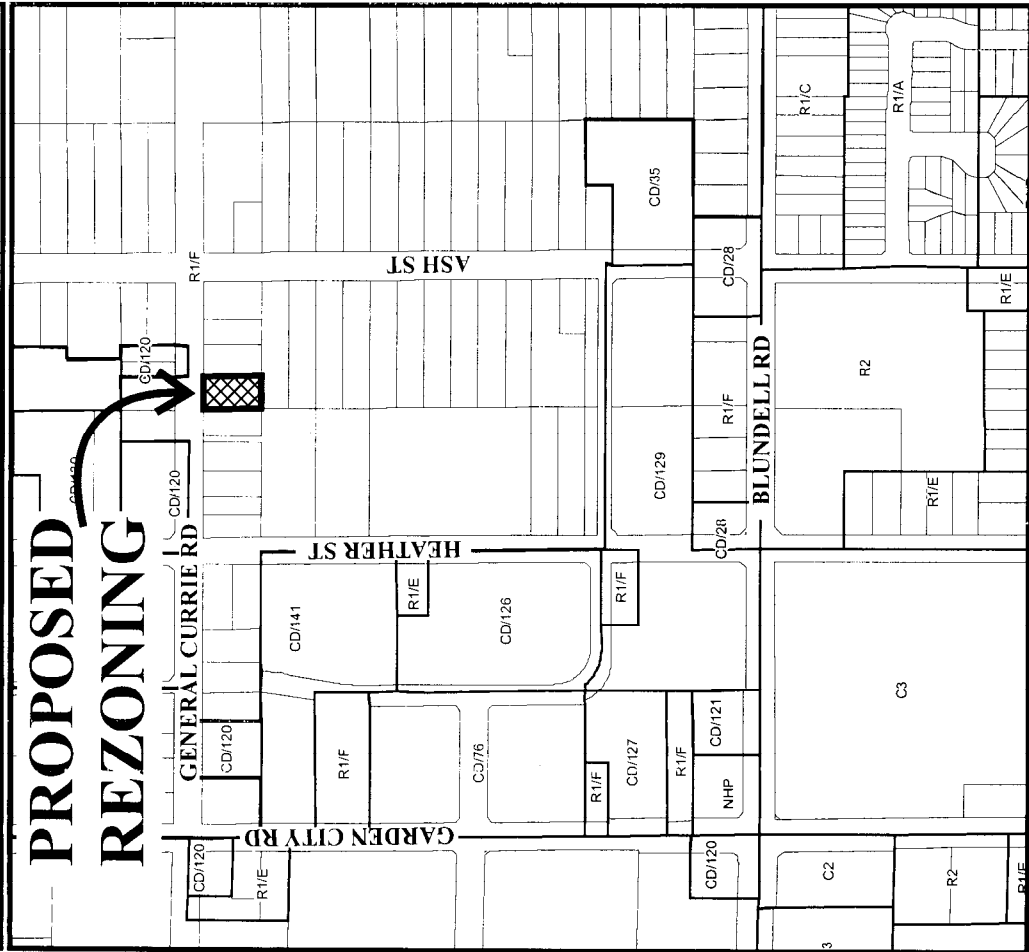 PROPOSED
REZONING
CD/120
CD/120
R1/F
GENERAL CURRIE RD
ASH ST
HEATHER ST
CD/35
CD/141
R1/E
CD/126
R1/F
CD/129
CD/28
R1/F
CD/28
BLUNDELL RD
R1/C
R1/A
R2
R1/E
R1/E
CD/120
R1/F
CD/76
R1/F
CD/127
R1/F
CD/121
NHP
GARDEN CITY RD
CD/120
R1/E
CD/120
C3
C2
R2
R1/E
3